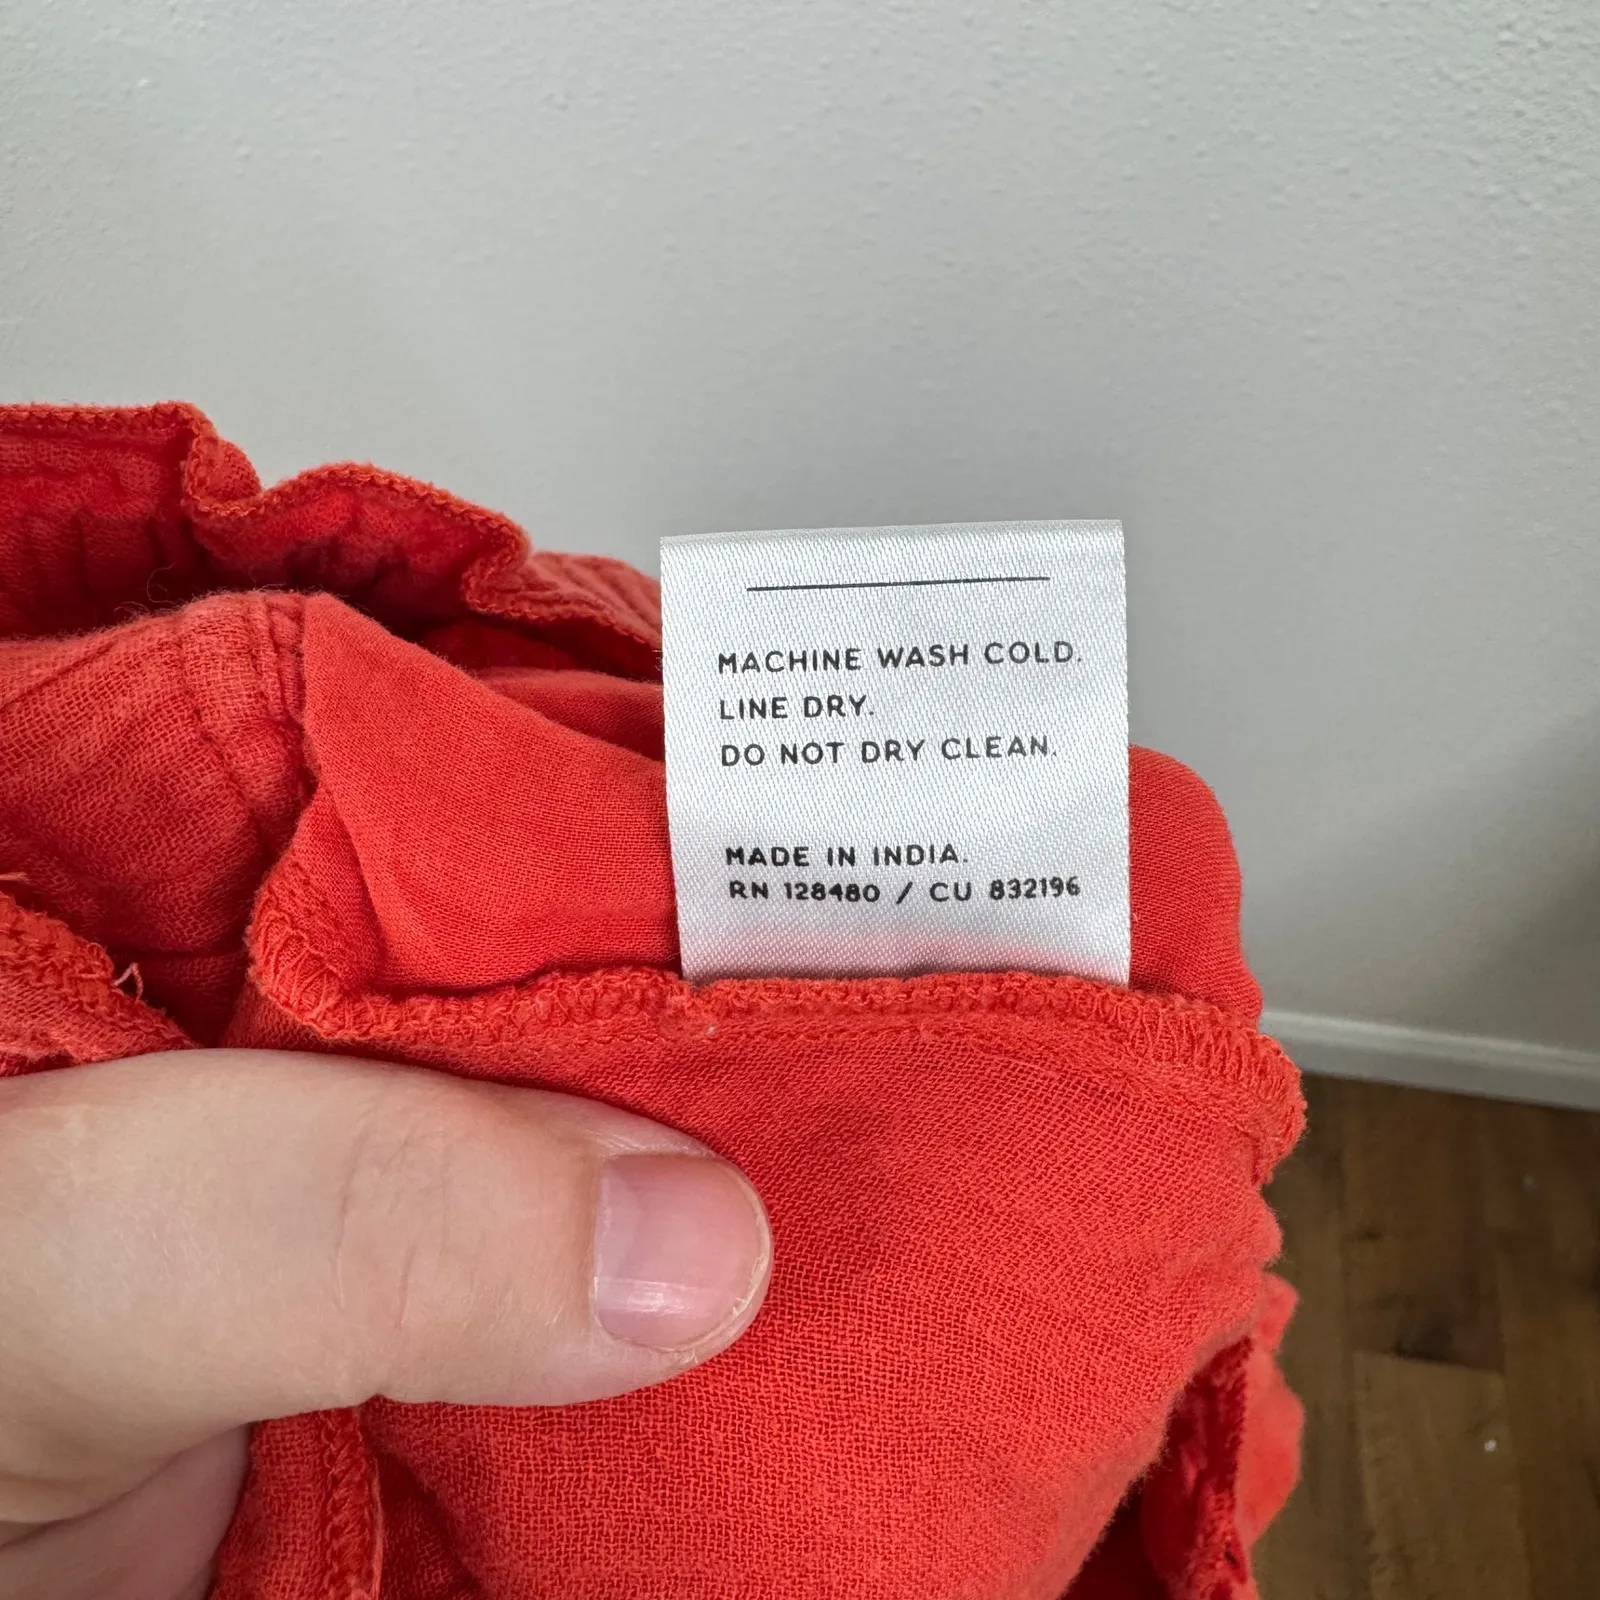 MACHINE WASH COLD.
LINE DRY.
DO NOT DRY CLEAN.
MADE IN INDIA.
RN 128480 / CU 832196